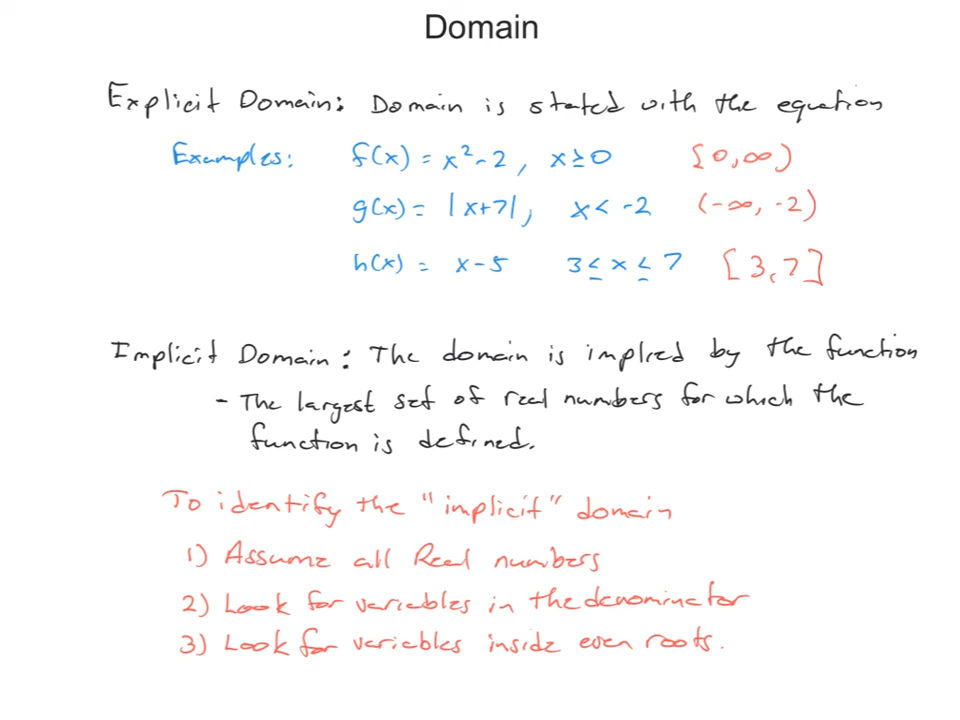 Domain
Explicit Domain: Domain is stated with the equation
Examples: f(x) = x² - 2, x ≥ 0 [0, ∞)
g(x) = |x+7|, x < -2 (-∞, -2)
h(x) = x - 5 3 ≤ x ≤ 7 [3, 7]
Implicit Domain: The domain is implied by the function
- The largest set of real numbers for which the
function is defined.
To identify the "implicit" domain
1) Assume all Real numbers
2) Look for variables in the denominator
3) Look for variables inside even roots.